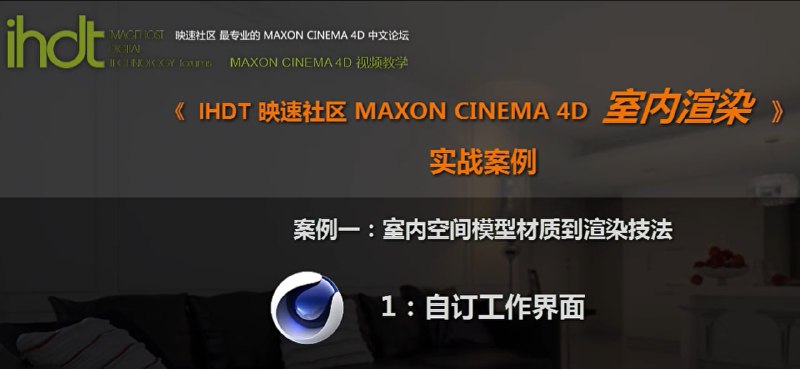 ihdt
IMAGEHOST
DIGITAL
TECHNOLOGY forums
映速社区 最专业的 MAXON CINEMA 4D 中文论坛
MAXON CINEMA 4D 视频教学
《 IHDT 映速社区 MAXON CINEMA 4D 室内渲染 》
实战案例
案例一：室内空间模型材质到渲染技法
1：自订工作界面